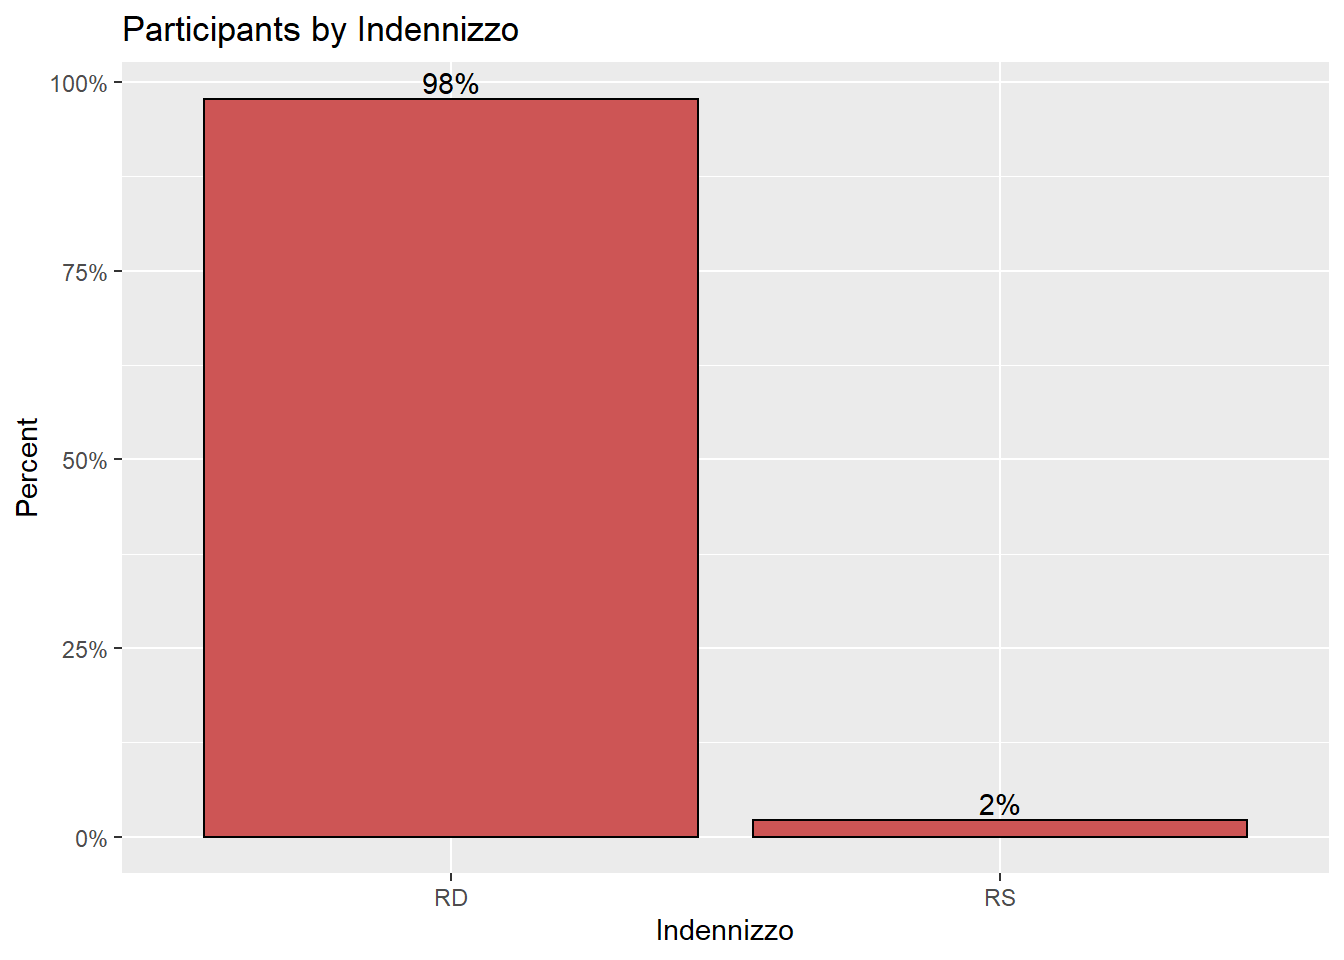 Participants by Indennizzo
Percent
100%
75%
50%
25%
0%
98%
2%
RD
RS
Indennizzo